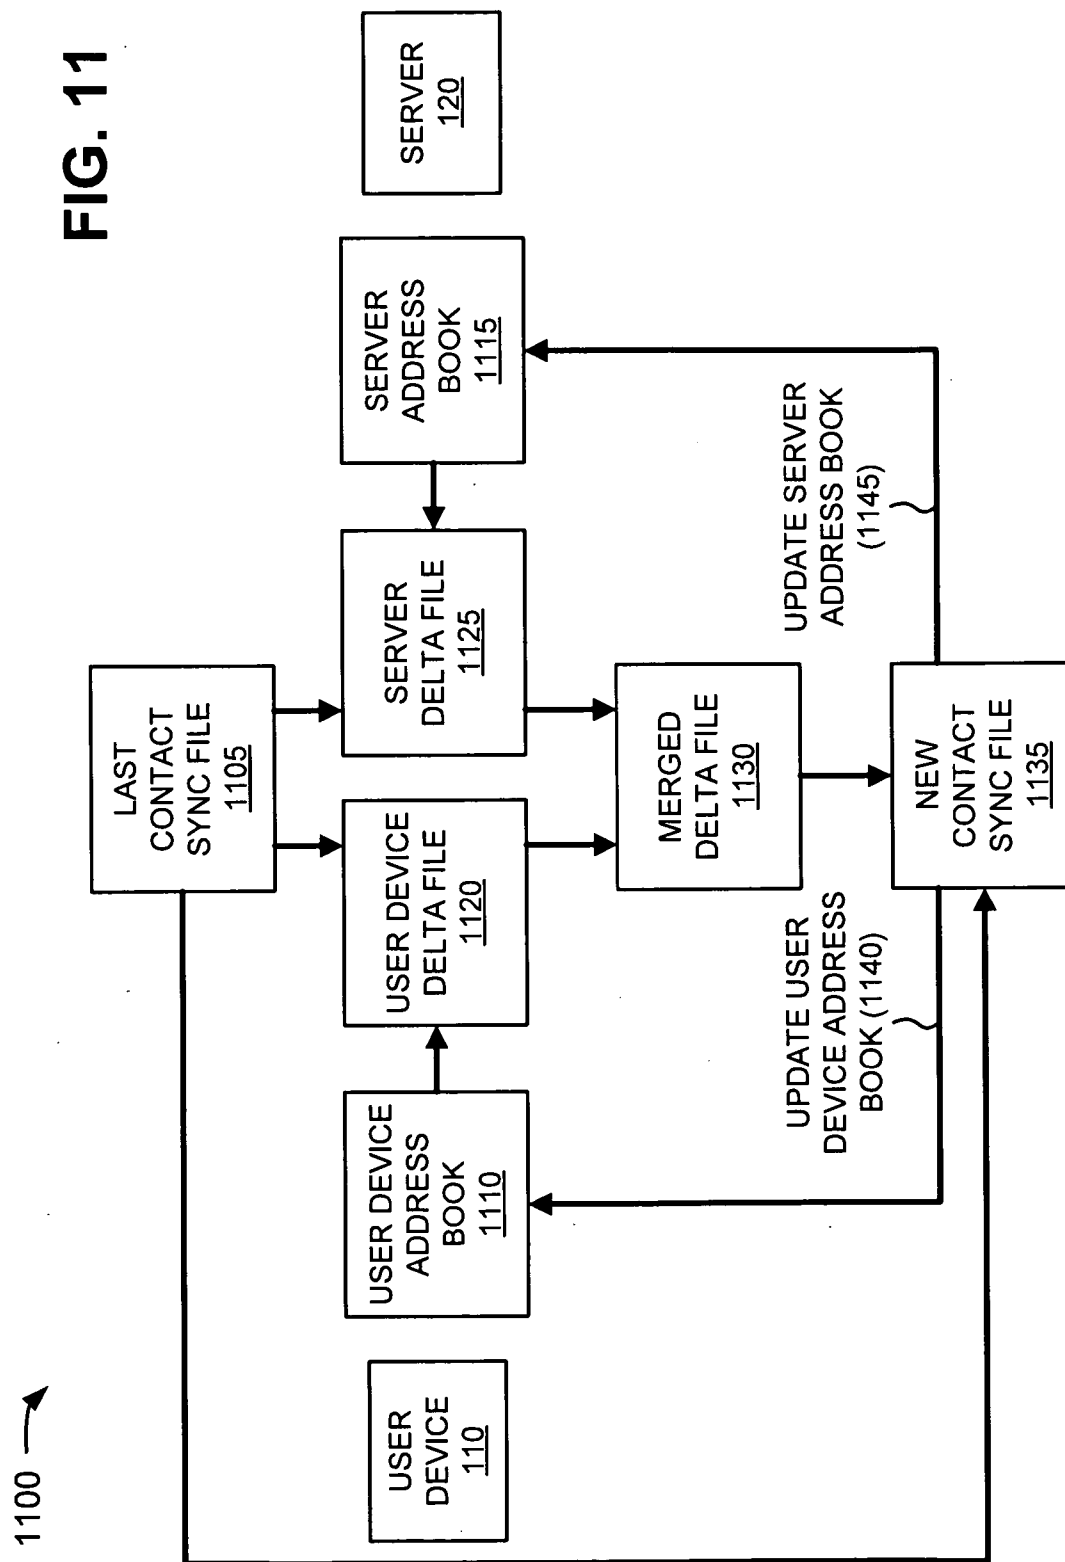 FIG. 11
1100
LAST
CONTACT
SYNC FILE
1105
USER
DEVICE
110
USER DEVICE
ADDRESS
BOOK
1110
USER DEVICE
DELTA FILE
1120
SERVER
DELTA FILE
1125
SERVER
ADDRESS
BOOK
1115
SERVER
120
MERGED
DELTA FILE
1130
UPDATE USER
DEVICE ADDRESS
BOOK (1140)
UPDATE SERVER
ADDRESS BOOK
(1145)
NEW
CONTACT
SYNC FILE
1135